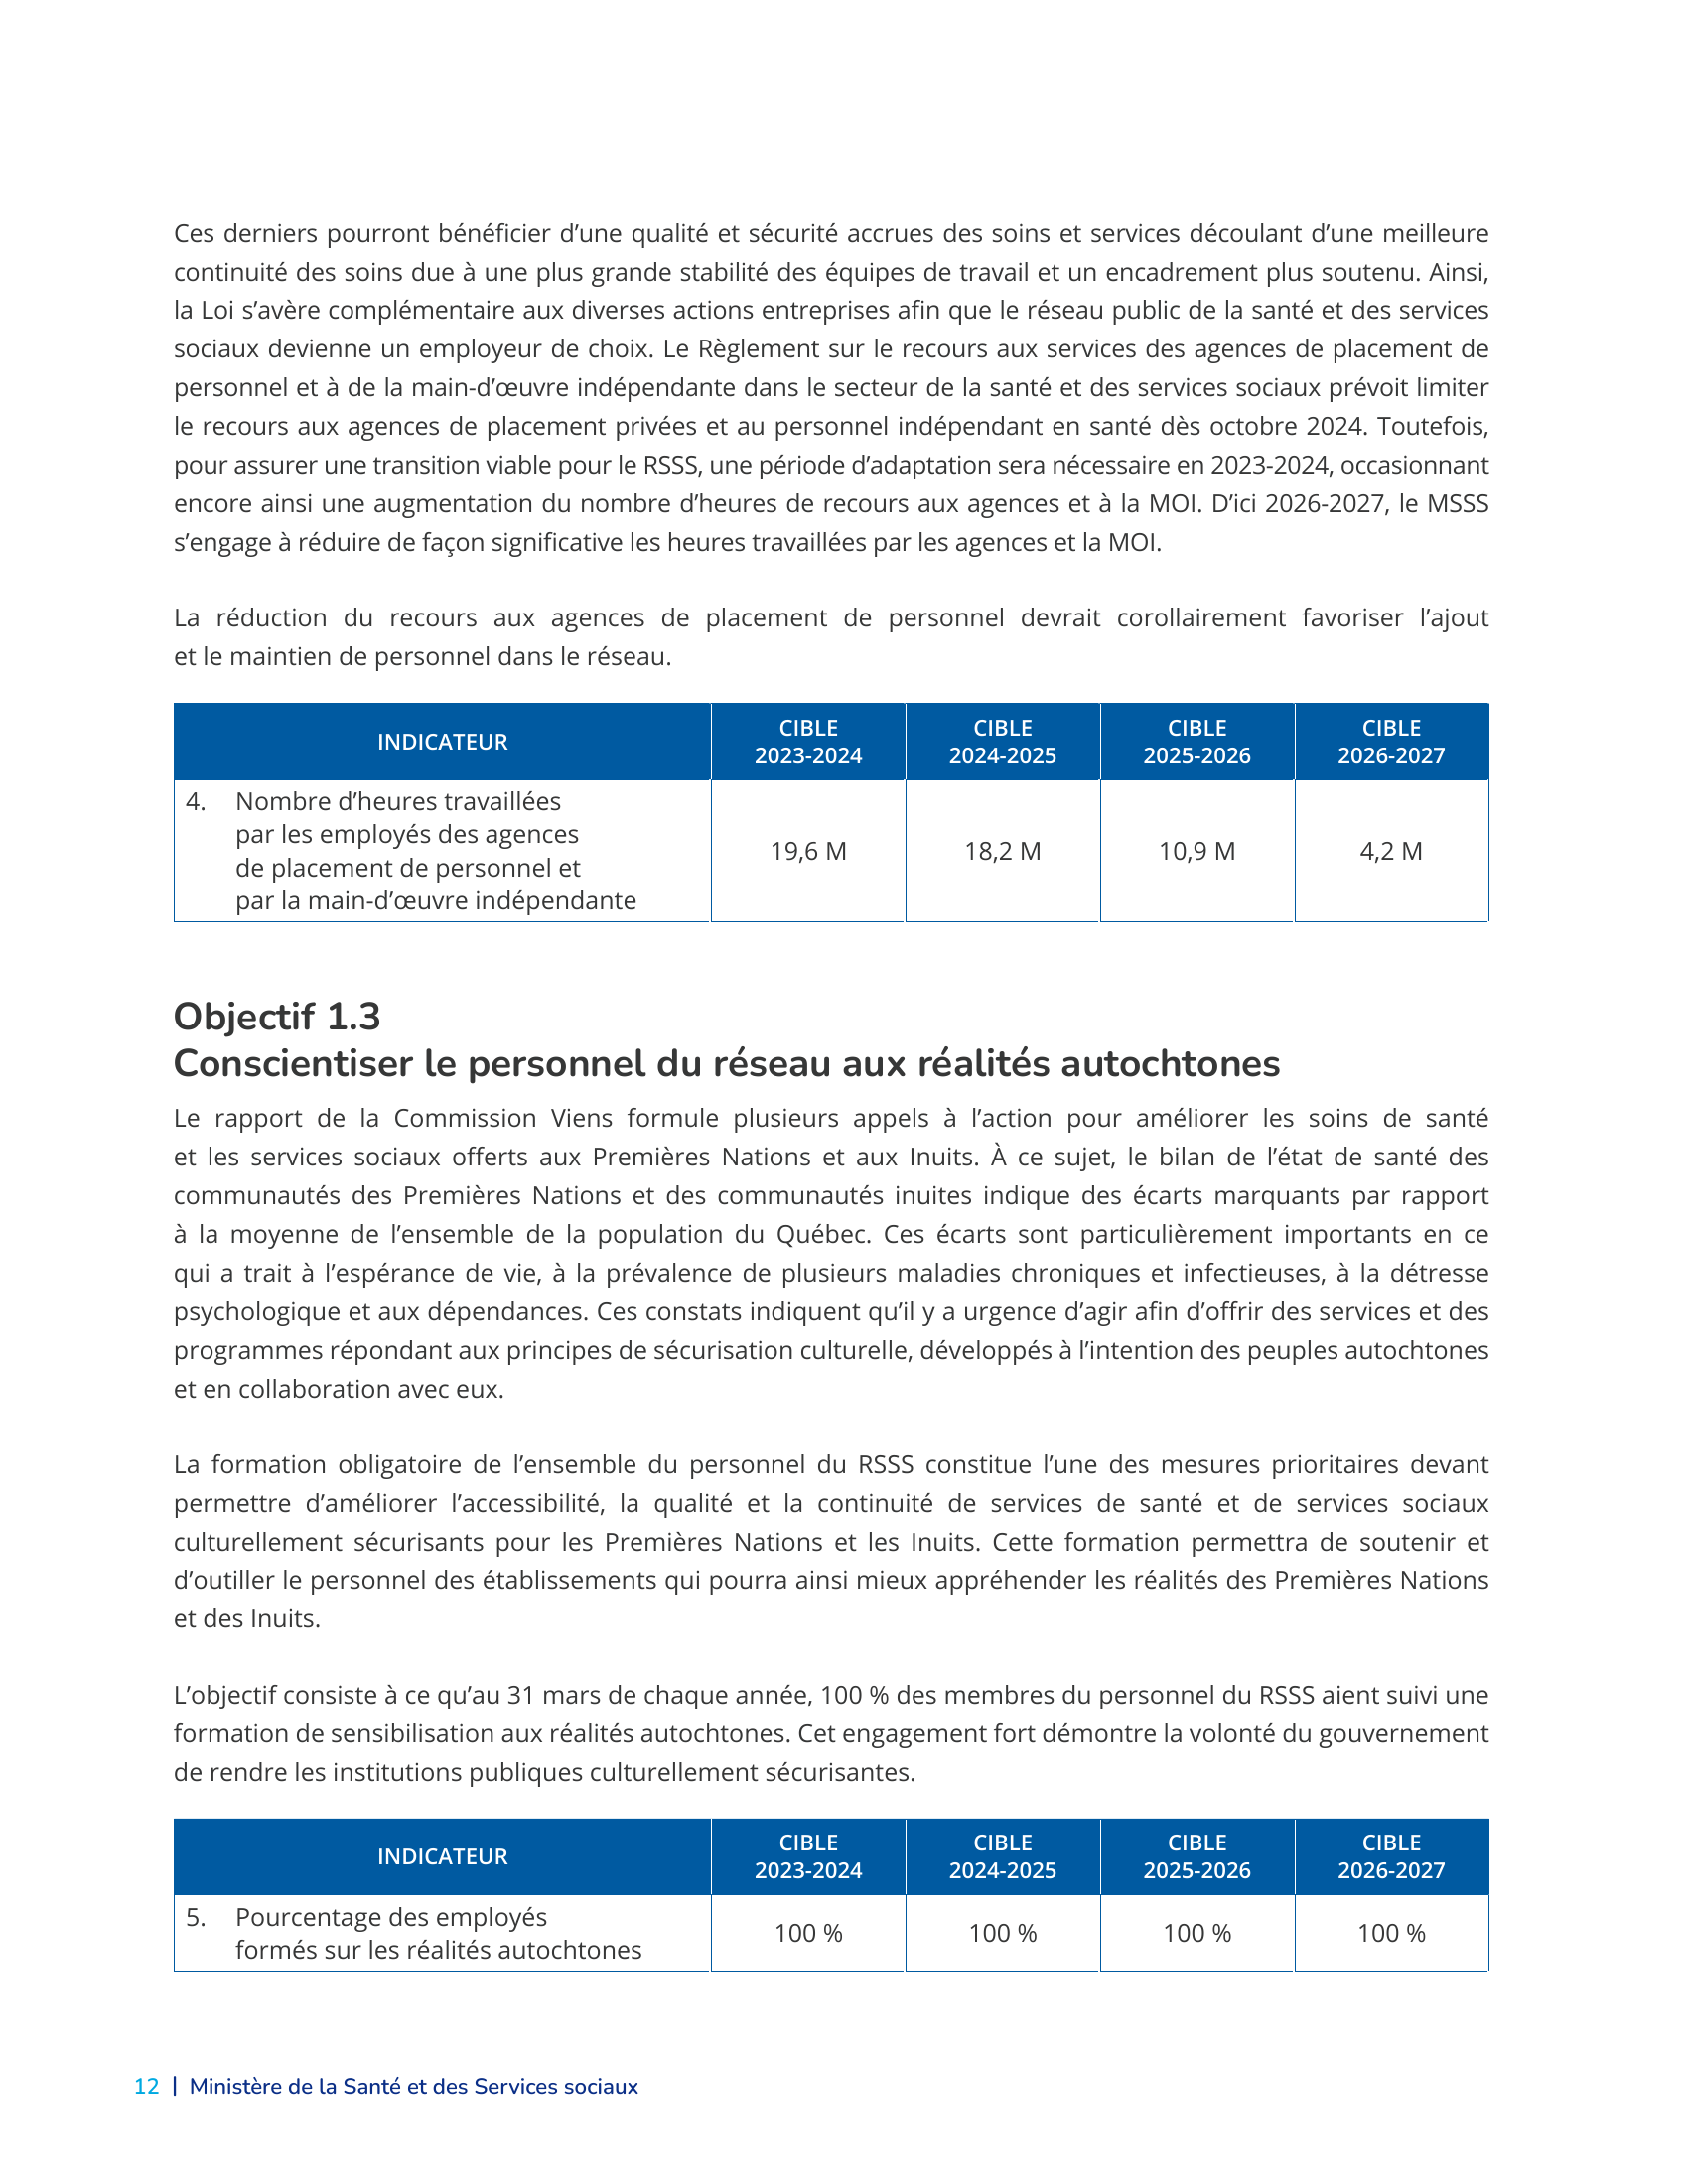 Ces derniers pourront bénéficier d’une qualité et sécurité accrues des soins et services découlant d’une meilleure
continuité des soins due à une plus grande stabilité des équipes de travail et un encadrement plus soutenu. Ainsi,
la Loi s’avère complémentaire aux diverses actions entreprises afin que le réseau public de la santé et des services
sociaux devienne un employeur de choix. Le Règlement sur le recours aux services des agences de placement de
personnel et à de la main-d’œuvre indépendante dans le secteur de la santé et des services sociaux prévoit limiter
le recours aux agences de placement privées et au personnel indépendant en santé dès octobre 2024. Toutefois,
pour assurer une transition viable pour le RSSS, une période d’adaptation sera nécessaire en 2023-2024, occasionnant
encore ainsi une augmentation du nombre d’heures de recours aux agences et à la MOI. D’ici 2026-2027, le MSSS
s’engage à réduire de façon significative les heures travaillées par les agences et la MOI.
La réduction du recours aux agences de placement de personnel devrait corollairement favoriser l’ajout
et le maintien de personnel dans le réseau.
INDICATEUR
CIBLE
2023-2024
CIBLE
2024-2025
CIBLE
2025-2026
CIBLE
2026-2027
4. Nombre d’heures travaillées
par les employés des agences
de placement de personnel et
par la main-d’œuvre indépendante
19,6 M
18,2 M
10,9 M
4,2 M
Objectif 1.3
Conscientiser le personnel du réseau aux réalités autochtones
Le rapport de la Commission Viens formule plusieurs appels à l’action pour améliorer les soins de santé
et les services sociaux offerts aux Premières Nations et aux Inuits. À ce sujet, le bilan de l’état de santé des
communautés des Premières Nations et des communautés inuites indique des écarts marquants par rapport
à la moyenne de l’ensemble de la population du Québec. Ces écarts sont particulièrement importants en ce
qui a trait à l’espérance de vie, à la prévalence de plusieurs maladies chroniques et infectieuses, à la détresse
psychologique et aux dépendances. Ces constats indiquent qu’il y a urgence d’agir afin d’offrir des services et des
programmes répondant aux principes de sécurisation culturelle, développés à l’intention des peuples autochtones
et en collaboration avec eux.
La formation obligatoire de l’ensemble du personnel du RSSS constitue l’une des mesures prioritaires devant
permettre d’améliorer l’accessibilité, la qualité et la continuité de services de santé et de services sociaux
culturellement sécurisants pour les Premières Nations et les Inuits. Cette formation permettra de soutenir et
d’outiller le personnel des établissements qui pourra ainsi mieux appréhender les réalités des Premières Nations
et des Inuits.
L’objectif consiste à ce qu’au 31 mars de chaque année, 100 % des membres du personnel du RSSS aient suivi une
formation de sensibilisation aux réalités autochtones. Cet engagement fort démontre la volonté du gouvernement
de rendre les institutions publiques culturellement sécurisantes.
INDICATEUR
CIBLE
2023-2024
CIBLE
2024-2025
CIBLE
2025-2026
CIBLE
2026-2027
5. Pourcentage des employés
formés sur les réalités autochtones
100 %
100 %
100 %
100 %
12 | Ministère de la Santé et des Services sociaux